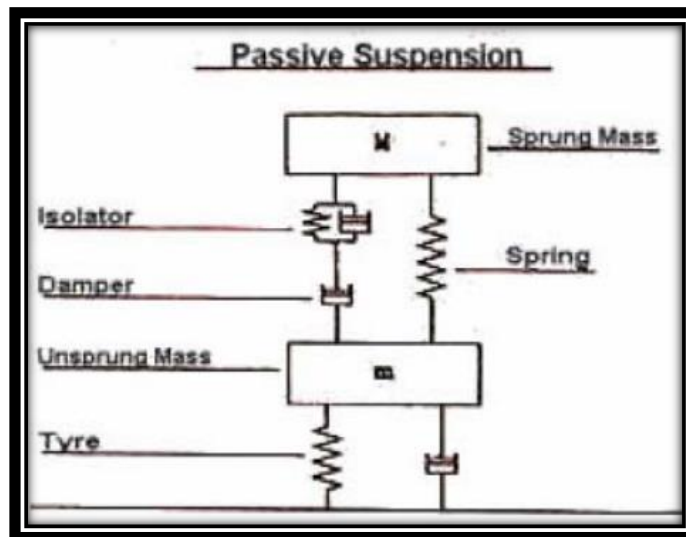 Passive Suspension
M
Sprung Mass
Isolator
Spring
Damper
Unsprung Mass
m
Tyre